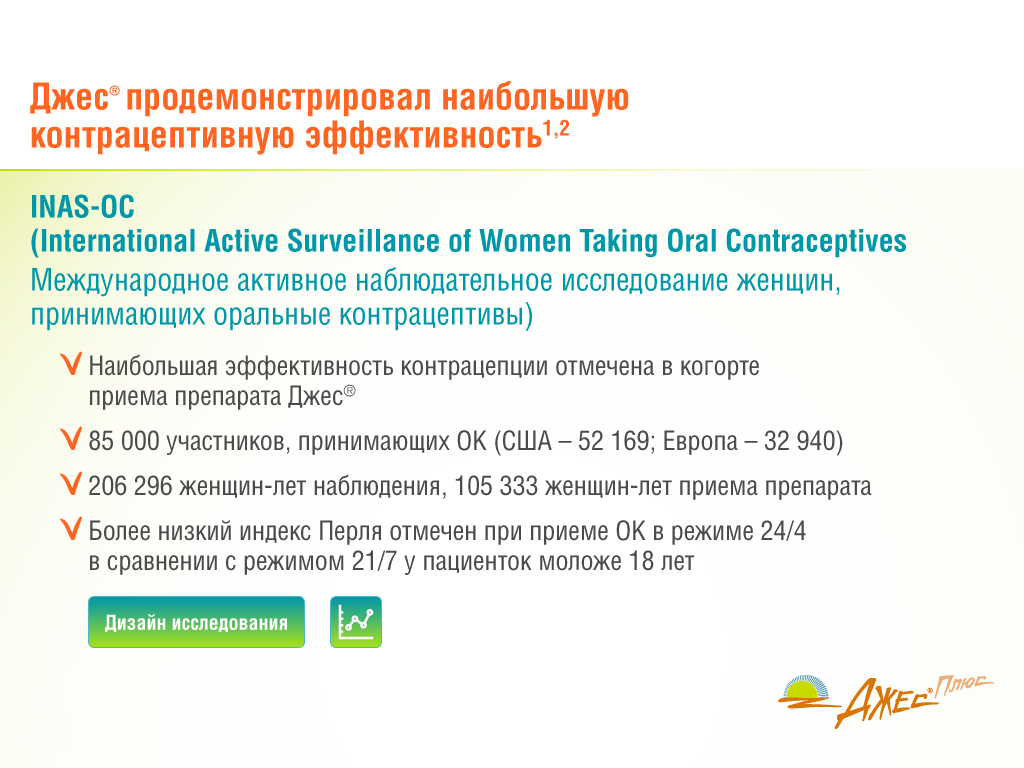 Джес® продемонстрировал наибольшую
контрацептивную эффективность1,2
INAS-OC
(International Active Surveillance of Women Taking Oral Contraceptives
Международное активное наблюдательное исследование женщин,
принимающих оральные контрацептивы)
Наибольшая эффективность контрацепции отмечена в когорте
приема препарата Джес®
85 000 участников, принимающих ОК (США – 52 169; Европа – 32 940)
206 296 женщин-лет наблюдения, 105 333 женщин-лет приема препарата
Более низкий индекс Перля отмечен при приеме ОК в режиме 24/4
в сравнении с режимом 21/7 у пациенток моложе 18 лет
Дизайн исследования
Джес® Плюс